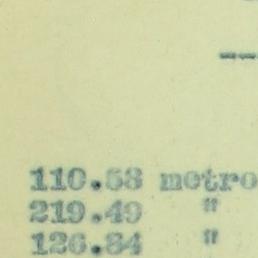 --
110.58 metro
219.49 "
126.84 "